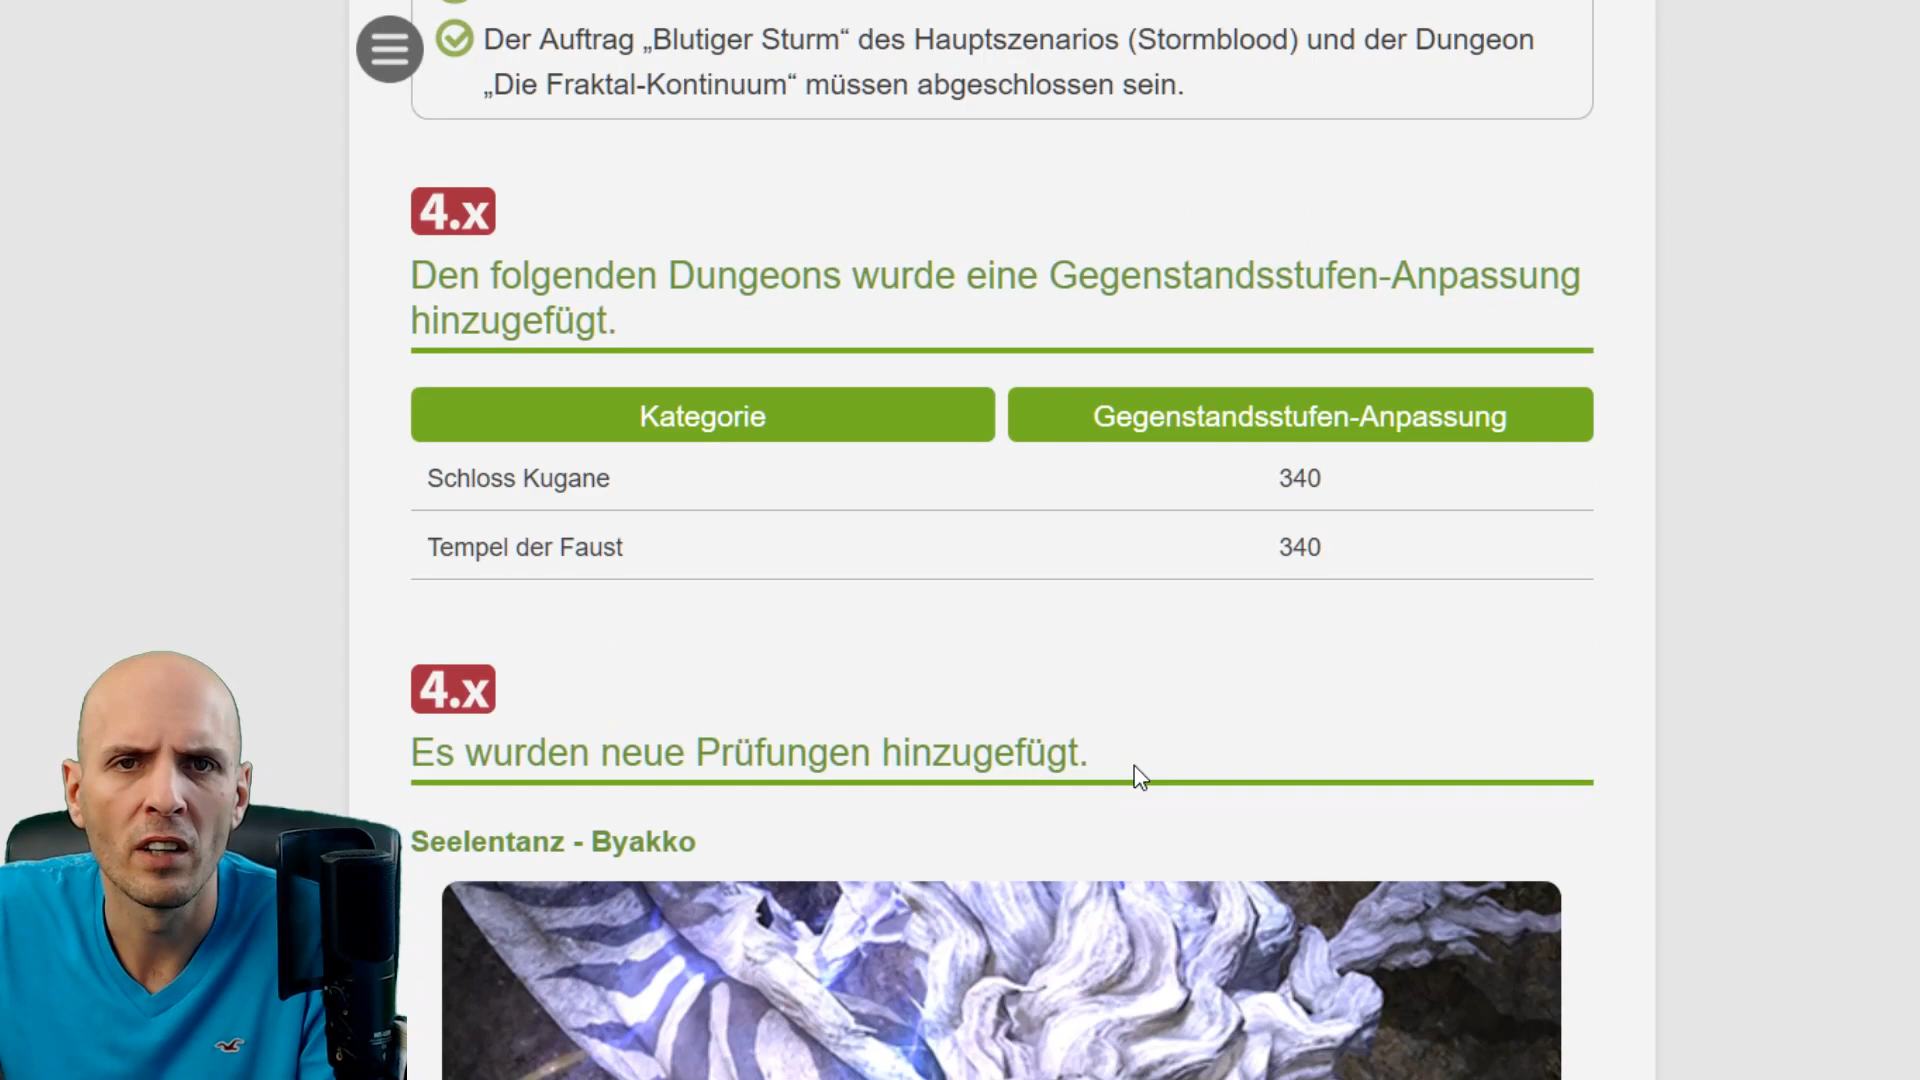 Der Auftrag „Blutiger Sturm“ des Hauptszenarios (Stormblood) und der Dungeon
„Die Fraktal-Kontinuum“ müssen abgeschlossen sein.
4.x
Den folgenden Dungeons wurde eine Gegenstandsstufen-Anpassung
hinzugefügt.
Kategorie Gegenstandsstufen-Anpassung
Schloss Kugane 340
Tempel der Faust 340
4.x
Es wurden neue Prüfungen hinzugefügt.
Seelentanz - Byakko